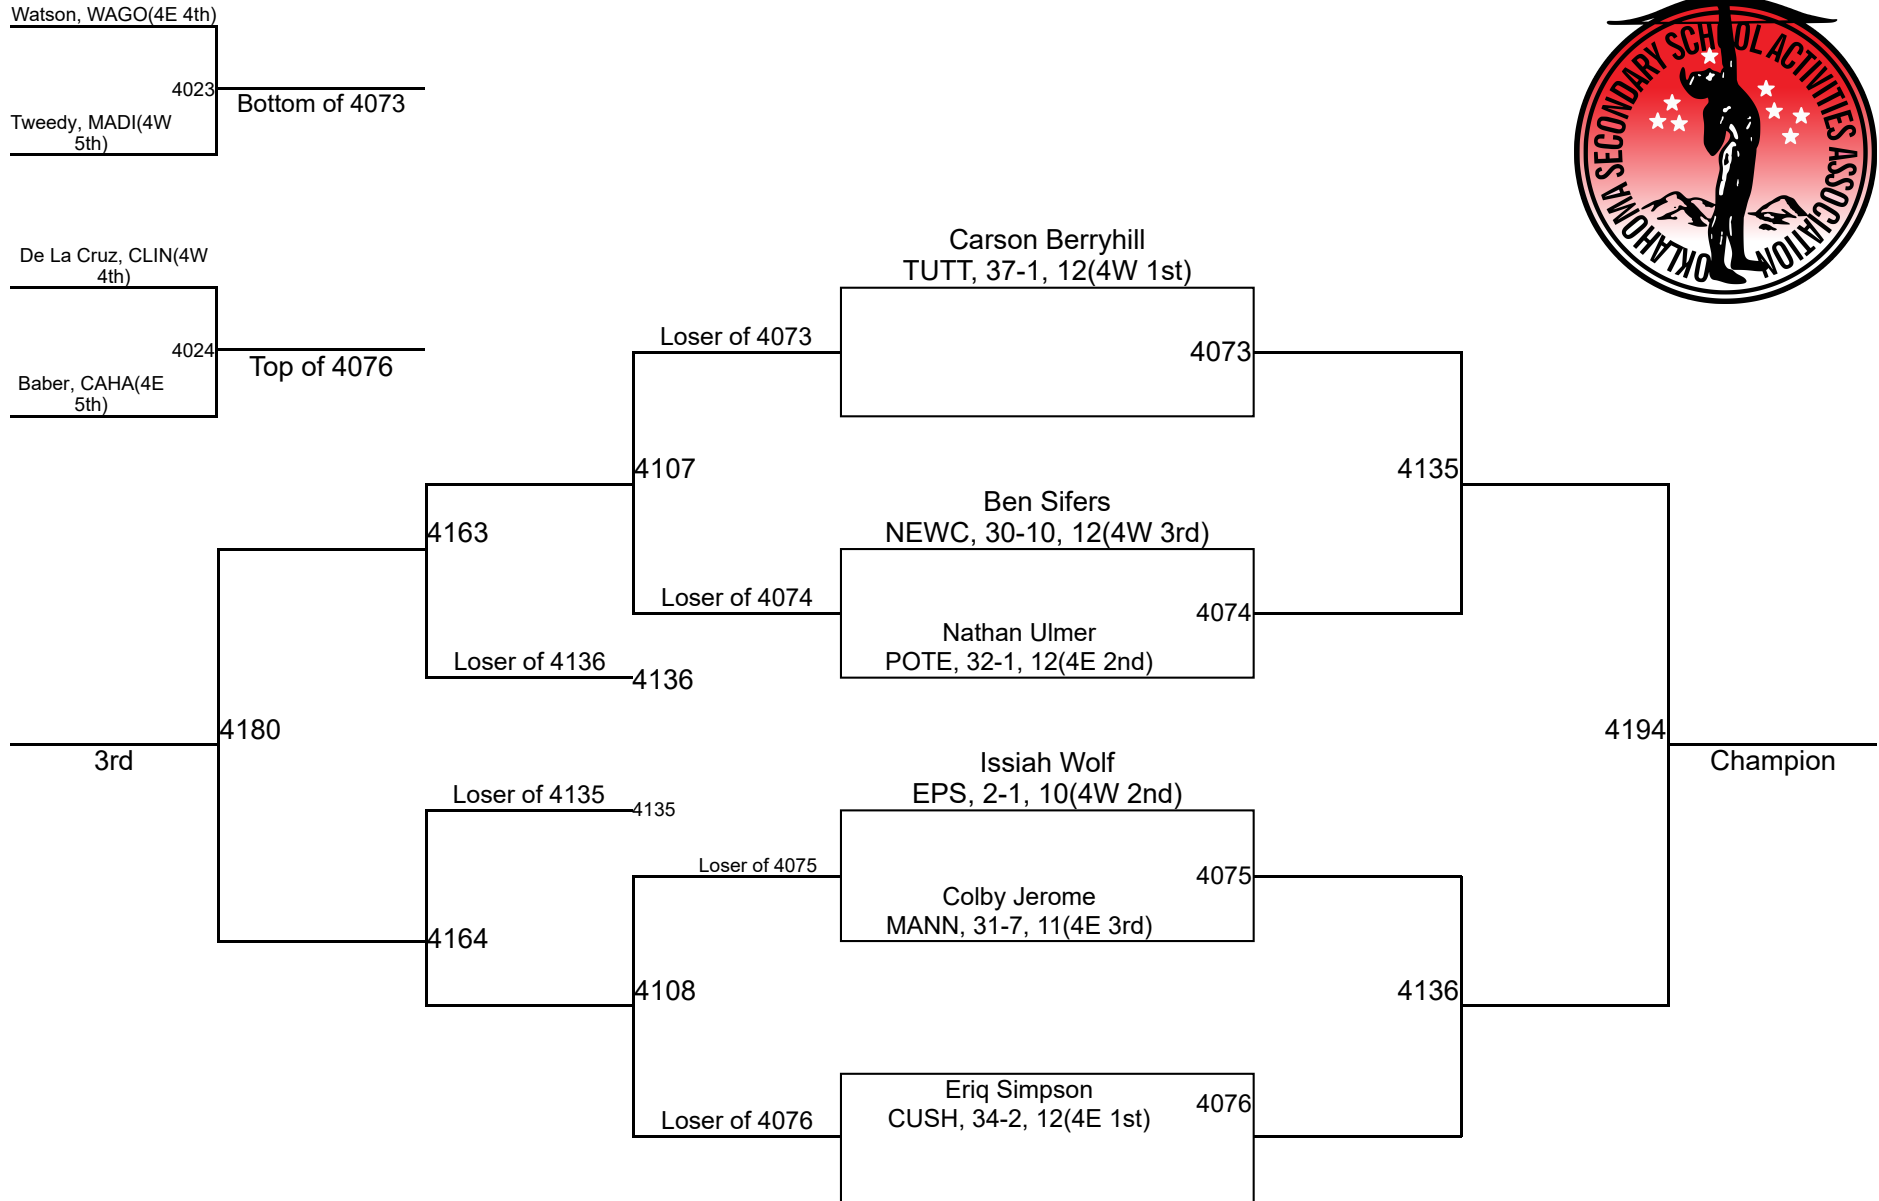 Watson, WAGO(4E 4th)
4023
Bottom of 4073
Tweedy, MADI(4W
5th)
De La Cruz, CLIN(4W
4th)
4024
Top of 4076
Baber, CAHA(4E
5th)
OKLAHOMA SECONDARY SCHOOL ACTIVITIES ASSOCIATION
Carson Berryhill
TUTT, 37-1, 12(4W 1st)
Loser of 4073
4073
4107
4135
Ben Sifers
NEWC, 30-10, 12(4W 3rd)
4163
Loser of 4074
4074
Nathan Ulmer
POTE, 32-1, 12(4E 2nd)
Loser of 4136
4136
4180
4194
3rd
Champion
Issiah Wolf
EPS, 2-1, 10(4W 2nd)
Loser of 4135
4135
Loser of 4075
4075
Colby Jerome
MANN, 31-7, 11(4E 3rd)
4164
4108
4136
Eriq Simpson
CUSH, 34-2, 12(4E 1st)
4076
Loser of 4076